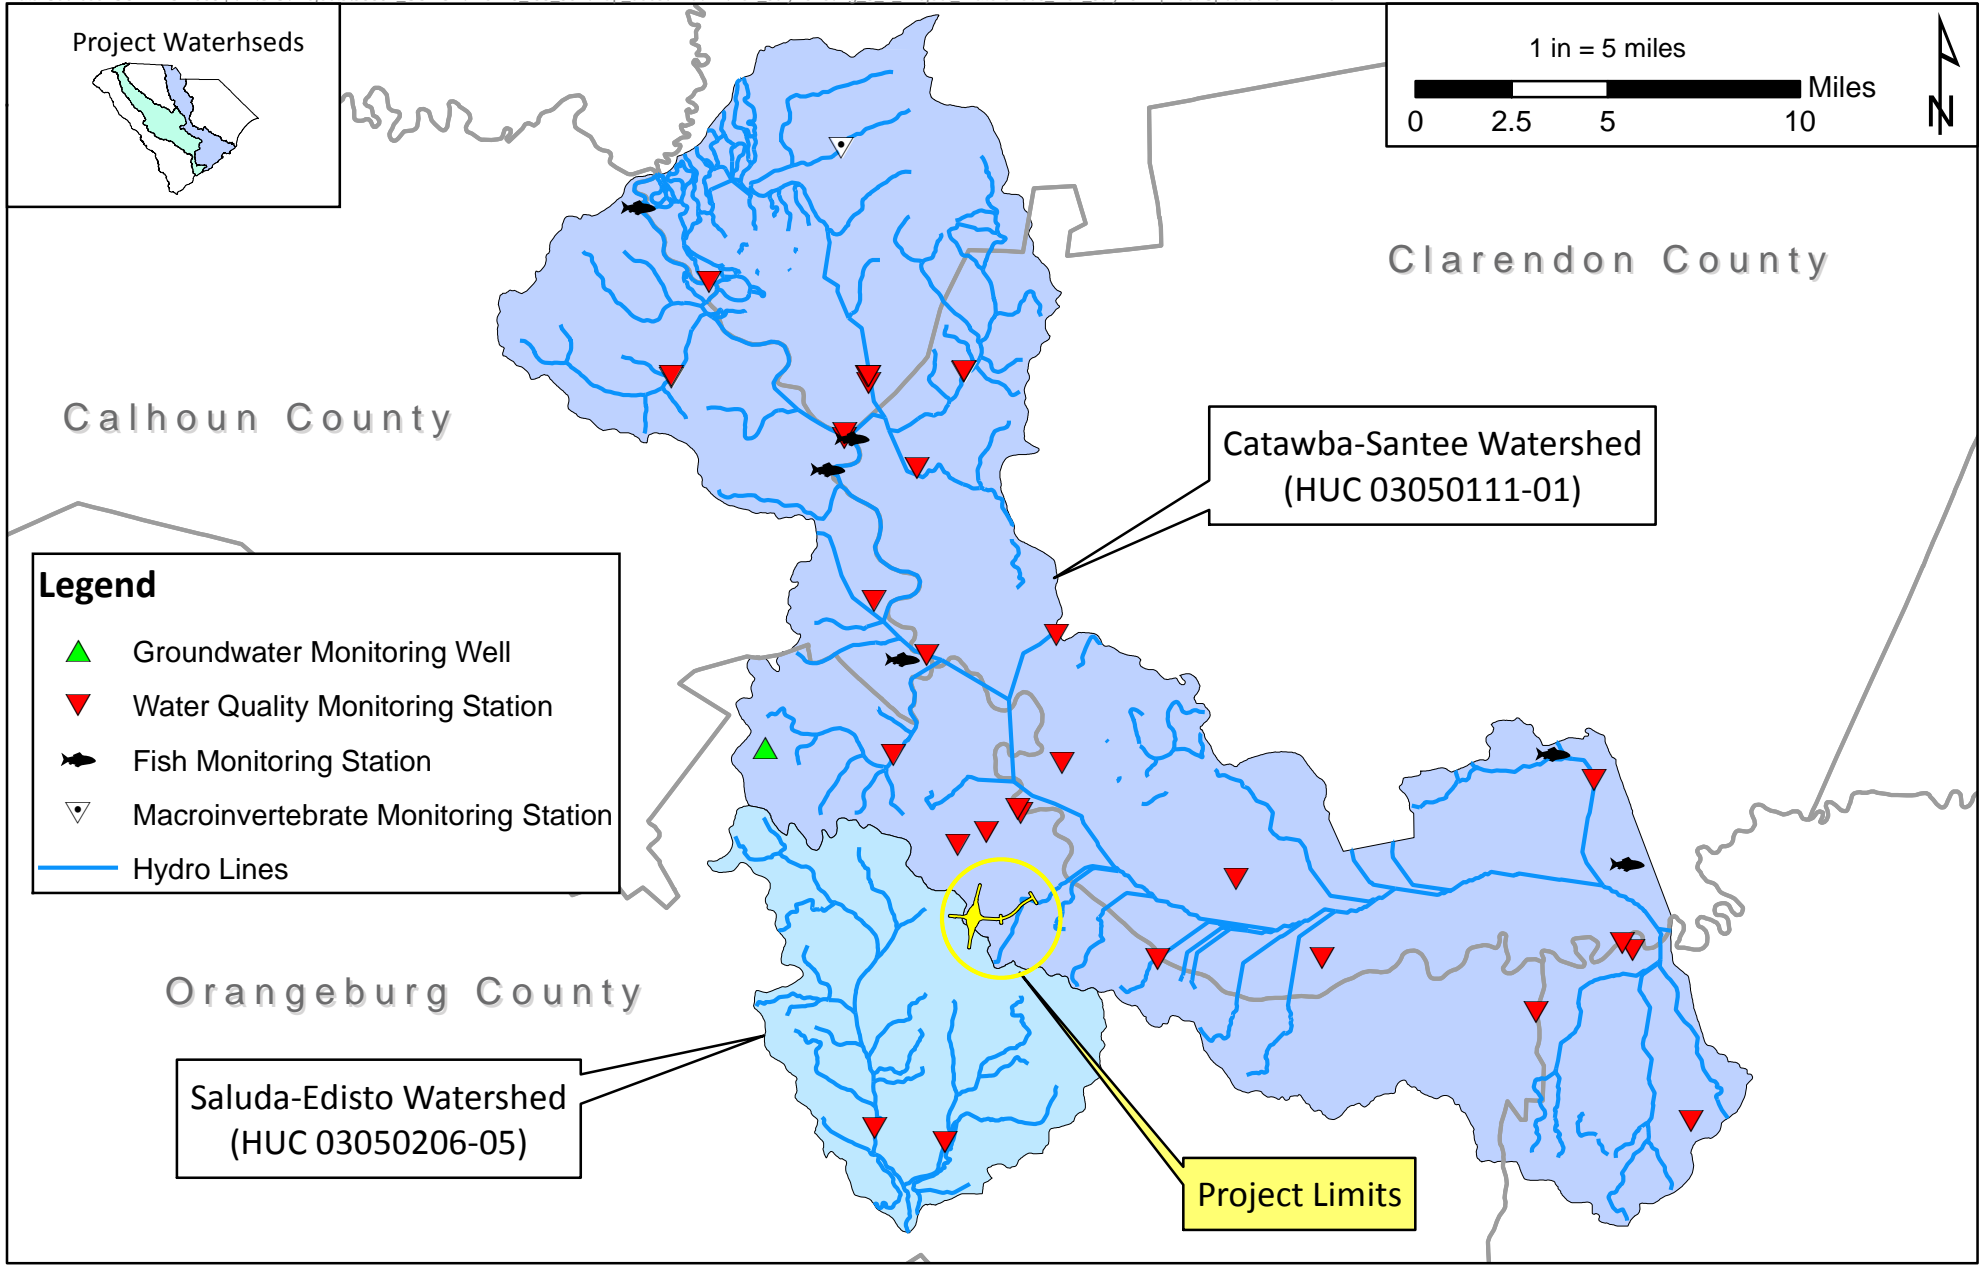 Project Waterhseds
1 in = 5 miles
Miles
0 2.5 5 10
N
Clarendon County
Calhoun County
Catawba-Santee Watershed
(HUC 03050111-01)
Legend
Groundwater Monitoring Well
Water Quality Monitoring Station
Fish Monitoring Station
Macroinvertebrate Monitoring Station
Hydro Lines
Orangeburg County
Saluda-Edisto Watershed
(HUC 03050206-05)
Project Limits